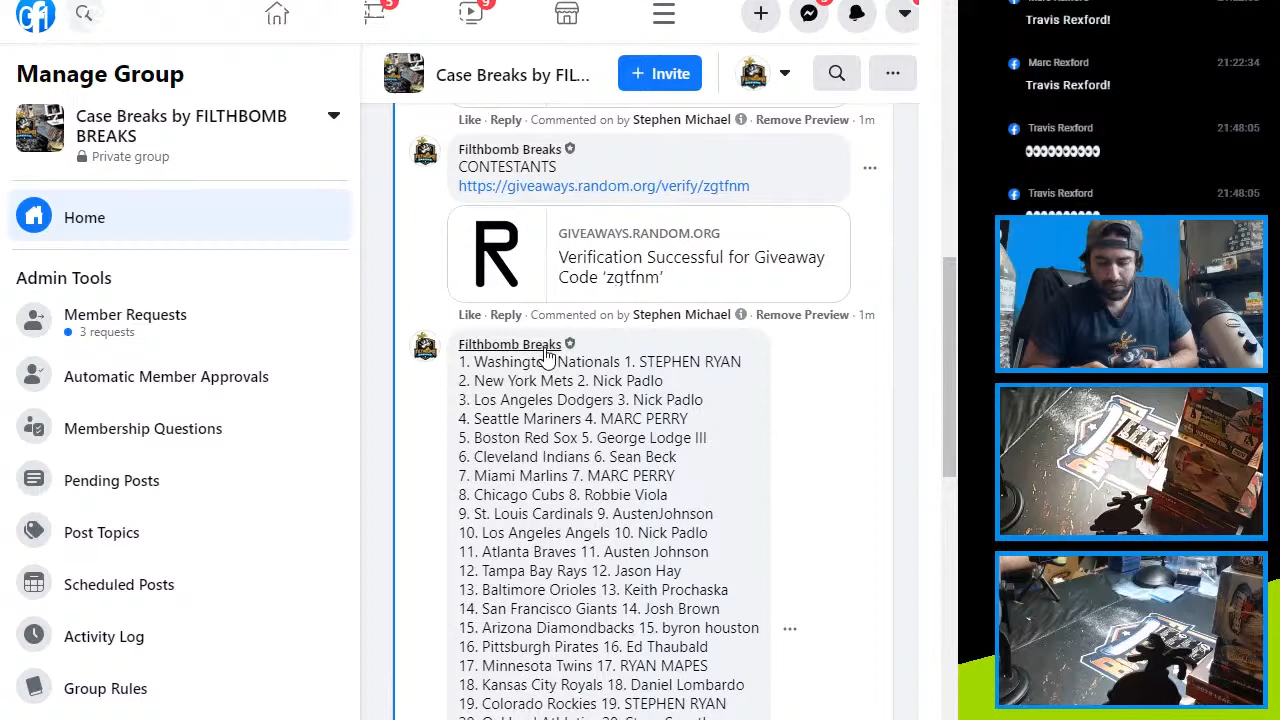 5
9
Manage Group
Case Breaks by FILTHBOMB
BREAKS
Private group
Home
Admin Tools
Member Requests
3 requests
Automatic Member Approvals
Membership Questions
Pending Posts
Post Topics
Scheduled Posts
Activity Log
Group Rules
Case Breaks by FIL...
+ Invite
Like · Reply · Commented on by Stephen Michael · Remove Preview · 1m
Filthbomb Breaks
CONTESTANTS
https://giveaways.random.org/verify/zgtfnm
R
GIVEAWAYS.RANDOM.ORG
Verification Successful for Giveaway
Code ‘zgtfnm’
Like · Reply · Commented on by Stephen Michael · Remove Preview · 1m
Filthbomb Breaks
1. Washington Nationals 1. STEPHEN RYAN
2. New York Mets 2. Nick Padlo
3. Los Angeles Dodgers 3. Nick Padlo
4. Seattle Mariners 4. MARC PERRY
5. Boston Red Sox 5. George Lodge III
6. Cleveland Indians 6. Sean Beck
7. Miami Marlins 7. MARC PERRY
8. Chicago Cubs 8. Robbie Viola
9. St. Louis Cardinals 9. AustenJohnson
10. Los Angeles Angels 10. Nick Padlo
11. Atlanta Braves 11. Austen Johnson
12. Tampa Bay Rays 12. Jason Hay
13. Baltimore Orioles 13. Keith Prochaska
14. San Francisco Giants 14. Josh Brown
15. Arizona Diamondbacks 15. byron houston
16. Pittsburgh Pirates 16. Ed Thaubald
17. Minnesota Twins 17. RYAN MAPES
18. Kansas City Royals 18. Daniel Lombardo
19. Colorado Rockies 19. STEPHEN RYAN
Travis Rexford!
Marc Rexford 21:22:34
Travis Rexford!
Travis Rexford 21:48:05
Travis Rexford 21:48:05